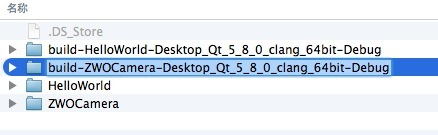 名称
.DS_Store
build-HelloWorld-Desktop_Qt_5_8_0_clang_64bit-Debug
build-ZWOCamera-Desktop_Qt_5_8_0_clang_64bit-Debug
HelloWorld
ZWOCamera